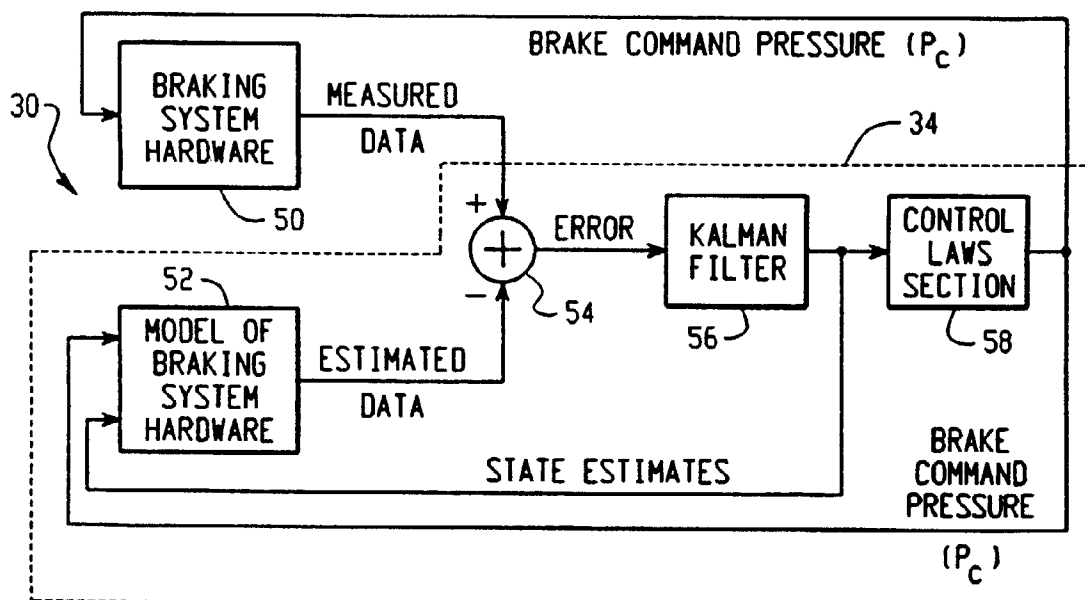 BRAKE COMMAND PRESSURE (PC)
BRAKING
SYSTEM
HARDWARE
30
MEASURED
DATA
34
50
+
ERROR
KALMAN
FILTER
CONTROL
LAWS
SECTION
+
-
52
54
56
58
MODEL OF
BRAKING
SYSTEM
HARDWARE
ESTIMATED
DATA
STATE ESTIMATES
BRAKE
COMMAND
PRESSURE
(PC)